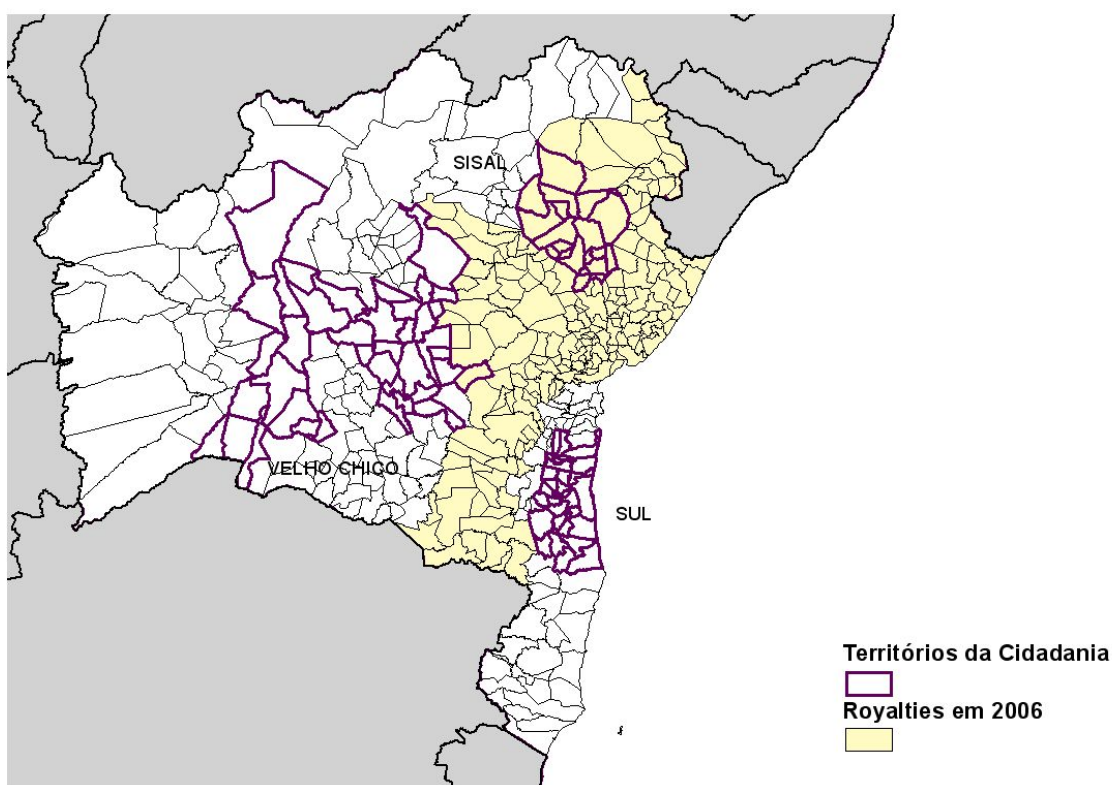 SISAL
VELHO CHICO
SUL
Territórios da Cidadania
Royalties em 2006